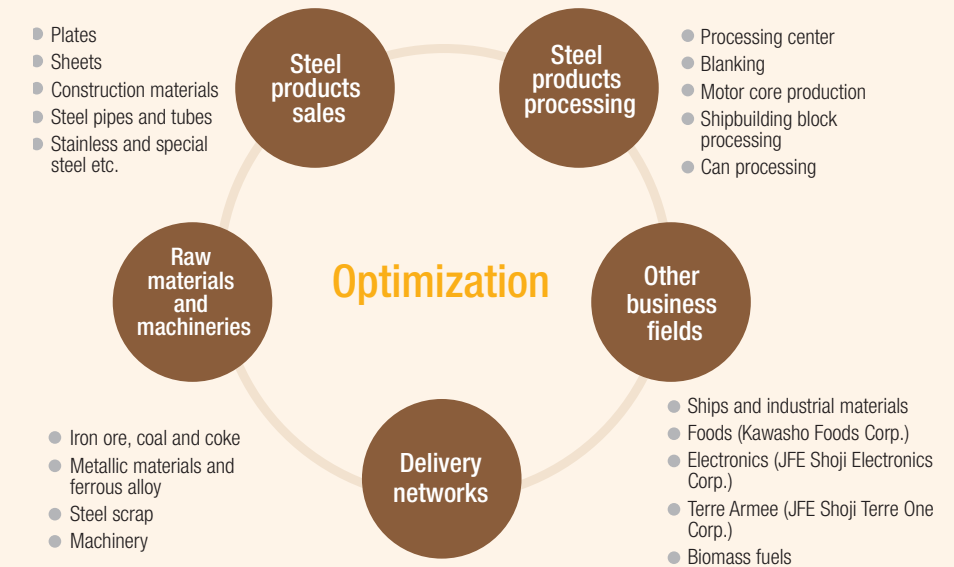 Plates
Sheets
Construction materials
Steel pipes and tubes
Stainless and special
steel etc.
Steel
products
sales
Steel
products
processing
Processing center
Blanking
Motor core production
Shipbuilding block
processing
Can processing
Raw
materials
and
machineries
Optimization
Other
business
fields
Iron ore, coal and coke
Metallic materials and
ferrous alloy
Steel scrap
Machinery
Delivery
networks
Ships and industrial materials
Foods (Kawasho Foods Corp.)
Electronics (JFE Shoji Electronics
Corp.)
Terre Armee (JFE Shoji Terre One
Corp.)
Biomass fuels